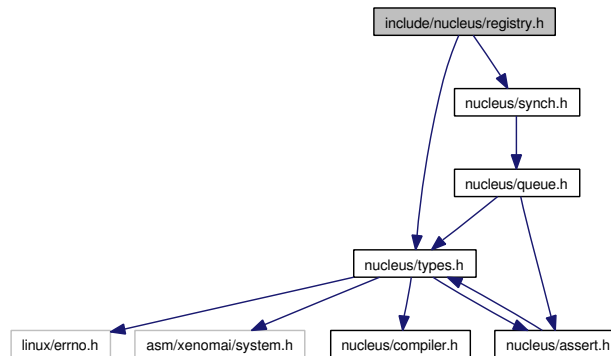 include/nucleus/registry.h
nucleus/synch.h
nucleus/queue.h
nucleus/types.h
linux/errno.h
asm/xenomai/system.h
nucleus/compiler.h
nucleus/assert.h